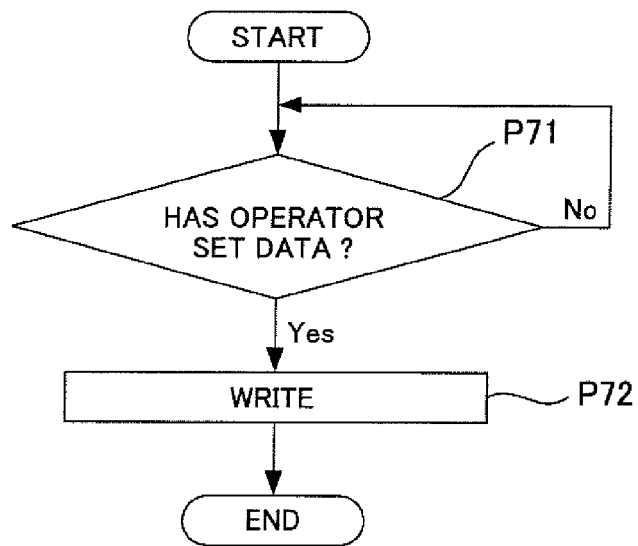 START
P71
HAS OPERATOR
SET DATA ?
No
Yes
WRITE
P72
END